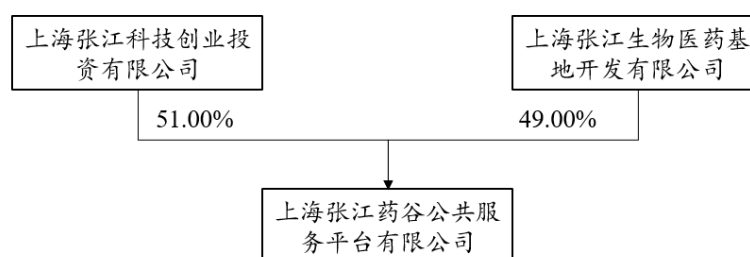 上海张江科技创业投
资有限公司
上海张江生物医药基
地开发有限公司
51.00%
49.00%
上海张江药谷公共服
务平台有限公司